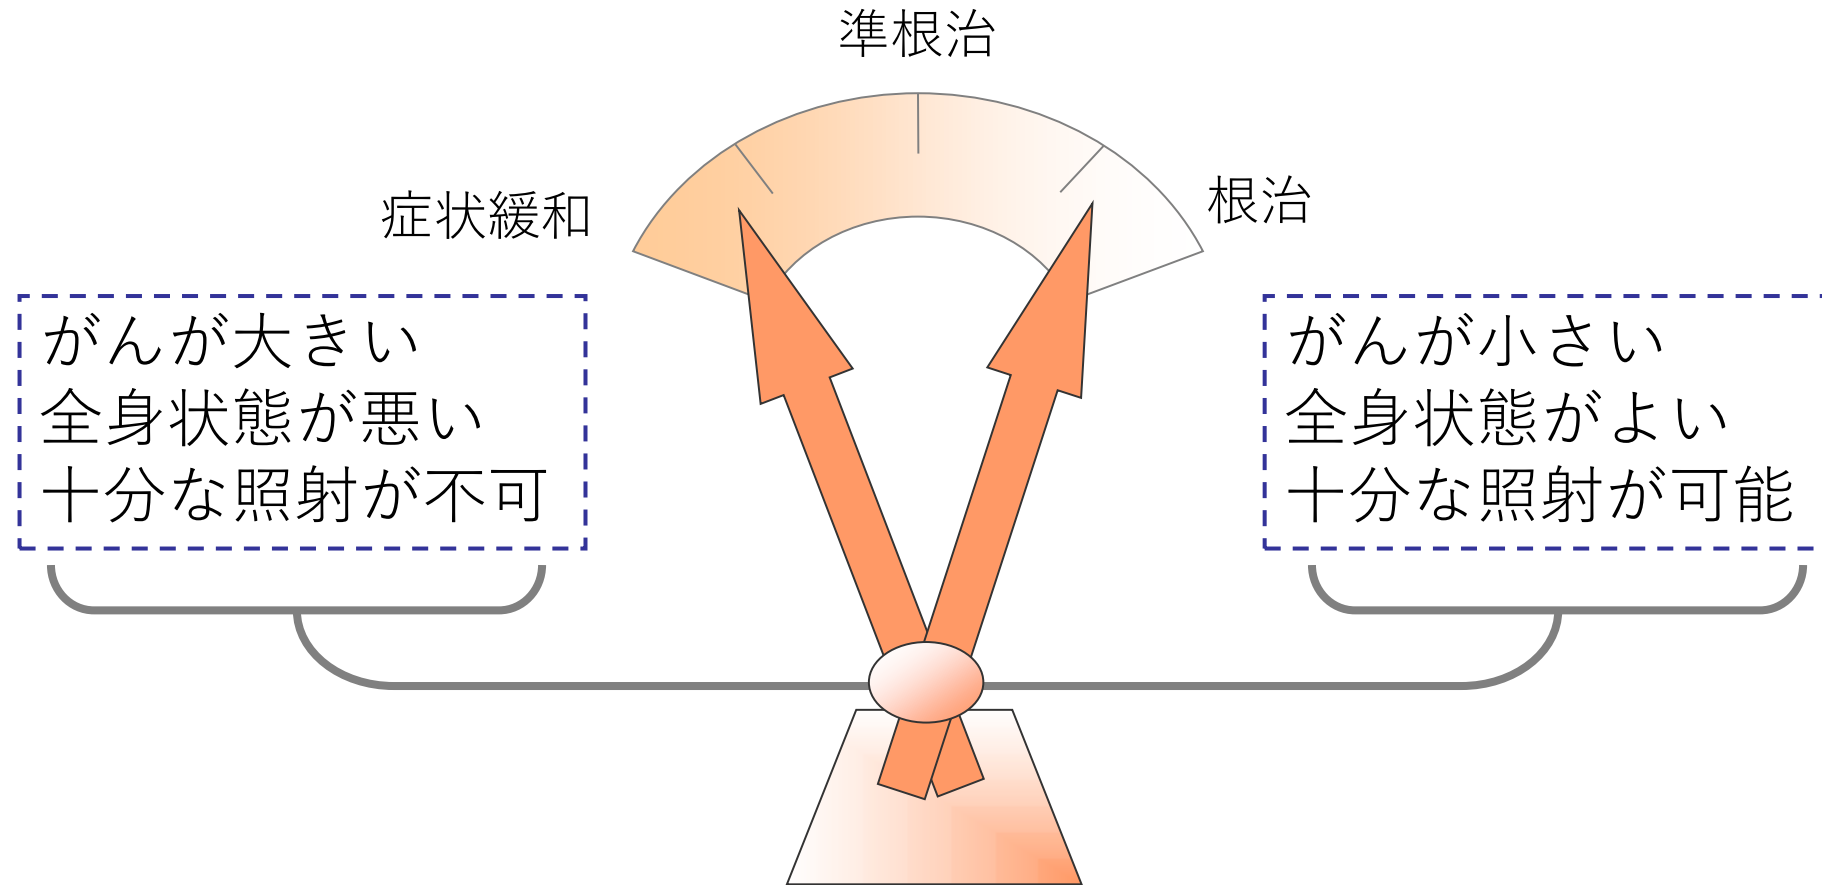 準根治
症状緩和
根治
がんが大きい
全身状態が悪い
十分な照射が不可
がんが小さい
全身状態がよい
十分な照射が可能